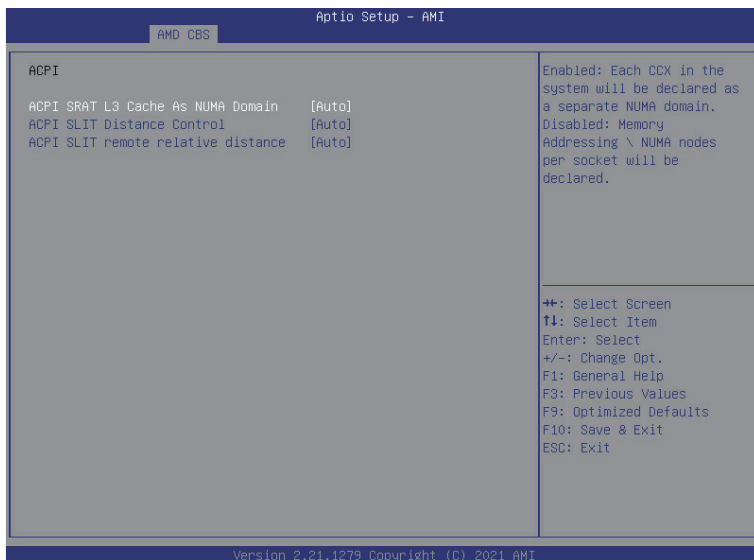 Aptio Setup – AMI
AMD CBS
ACPI
ACPI SRAT L3 Cache As NUMA Domain [Auto]
ACPI SLIT Distance Control [Auto]
ACPI SLIT remote relative distance [Auto]
Enabled: Each CCX in the
system will be declared as
a separate NUMA domain.
Disabled: Memory
Addressing \ NUMA nodes
per socket will be
declared.
→←: Select Screen
↑↓: Select Item
Enter: Select
+/-: Change Opt.
F1: General Help
F3: Previous Values
F9: Optimized Defaults
F10: Save & Exit
ESC: Exit
Version 2.21.1279 Copyright (C) 2021 AMI